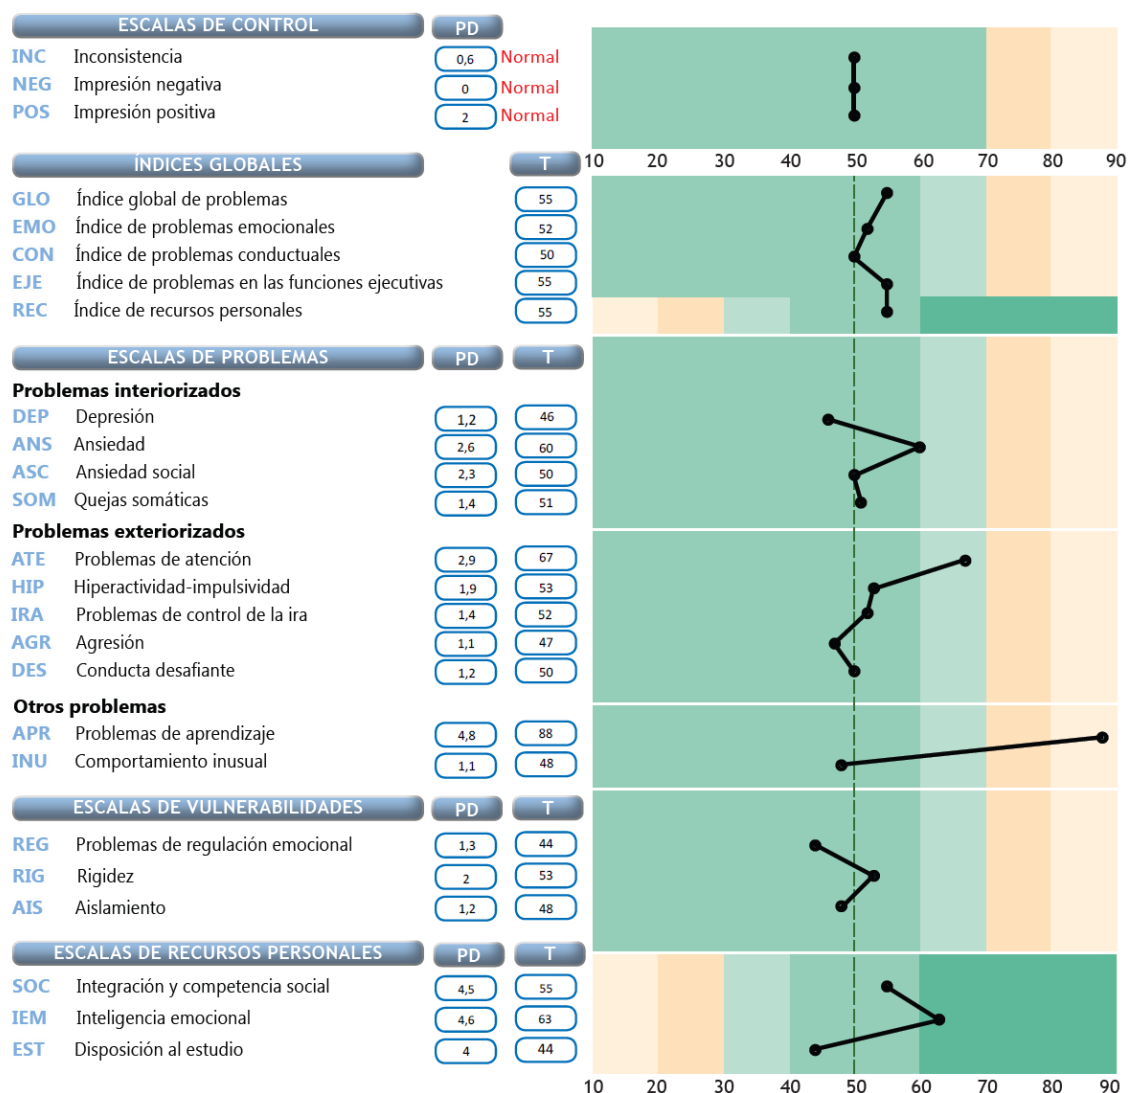 ESCALAS DE CONTROL PD
INC Inconsistencia 0,6 Normal
NEG Impresión negativa 0 Normal
POS Impresión positiva 2 Normal
ÍNDICES GLOBALES T 10 20 30 40 50 60 70 80 90
GLO Índice global de problemas 55
EMO Índice de problemas emocionales 52
CON Índice de problemas conductuales 50
EJE Índice de problemas en las funciones ejecutivas 55
REC Índice de recursos personales 55
ESCALAS DE PROBLEMAS PD T
Problemas interiorizados
DEP Depresión 1,2 46
ANS Ansiedad 2,6 60
ASC Ansiedad social 2,3 50
SOM Quejas somáticas 1,4 51
Problemas exteriorizados
ATE Problemas de atención 2,9 67
HIP Hiperactividad-impulsividad 1,9 53
IRA Problemas de control de la ira 1,4 52
AGR Agresión 1,1 47
DES Conducta desafiante 1,2 50
Otros problemas
APR Problemas de aprendizaje 4,8 88
INU Comportamiento inusual 1,1 48
ESCALAS DE VULNERABILIDADES PD T
REG Problemas de regulación emocional 1,3 44
RIG Rigidez 2 53
AIS Aislamiento 1,2 48
ESCALAS DE RECURSOS PERSONALES PD T
SOC Integración y competencia social 4,5 55
IEM Inteligencia emocional 4,6 63
EST Disposición al estudio 4 44
10 20 30 40 50 60 70 80 90